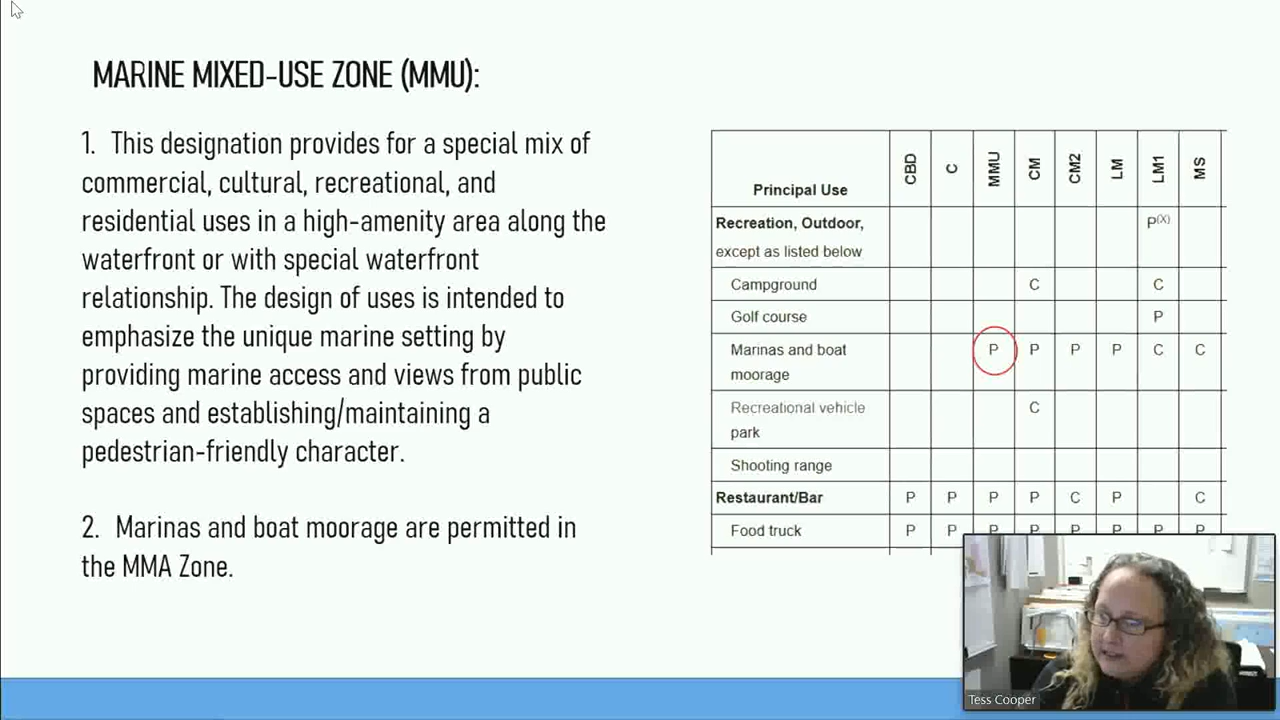 MARINE MIXED-USE ZONE (MMU):
1. This designation provides for a special mix of
commercial, cultural, recreational, and
residential uses in a high-amenity area along the
waterfront or with special waterfront
relationship. The design of uses is intended to
emphasize the unique marine setting by
providing marine access and views from public
spaces and establishing/maintaining a
pedestrian-friendly character.
2. Marinas and boat moorage are permitted in
the MMA Zone.
Principal Use CBD C MMU CM CM2 LM LM1 MS
Recreation, Outdoor,
except as listed below P(X)
Campground C C
Golf course P
Marinas and boat
moorage P P P P C C
Recreational vehicle
park C
Shooting range
Restaurant/Bar P P P P C P C
Food truck P P P P P P P P
Tess Cooper